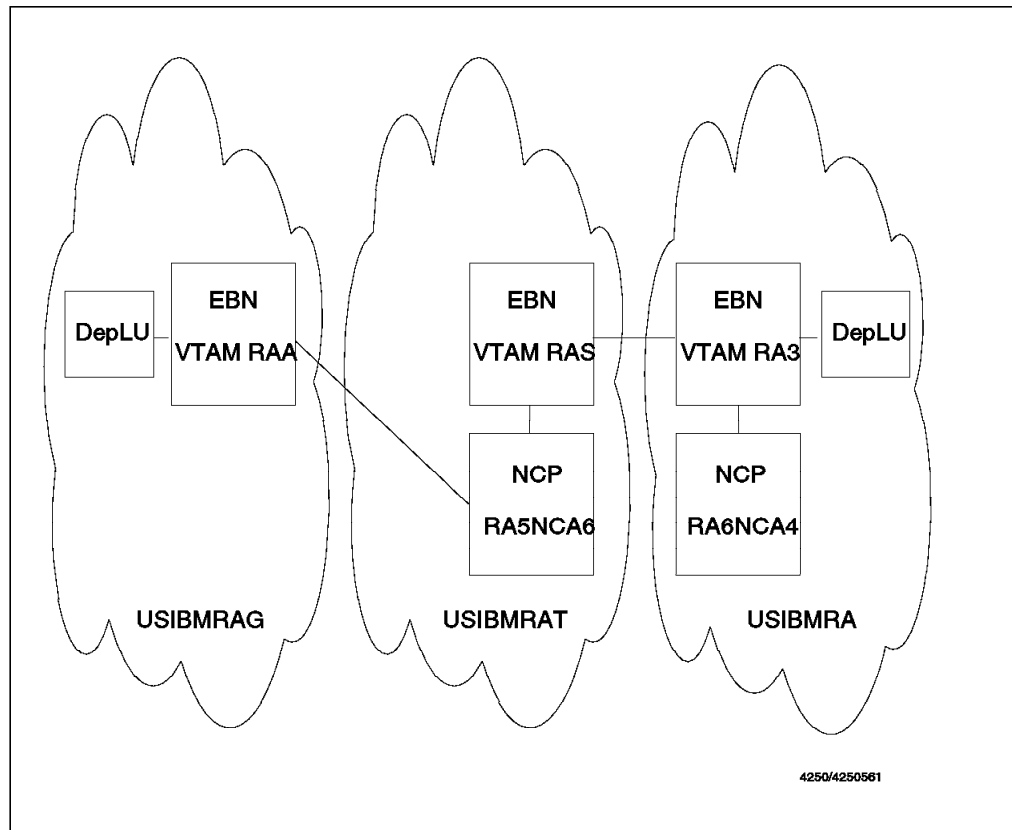 EBN
DepLU
VTAM RAA
EBN
VTAM RAS
EBN
VTAM RA3
DepLU
NCP
RA5NCA6
NCP
RA6NCA4
USIBMRAG
USIBMRAT
USIBMRA
4250/4250561